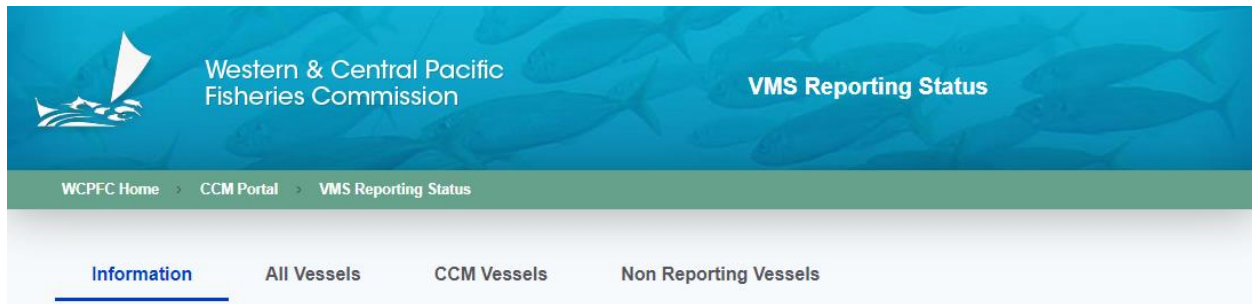 Western & Central Pacific
Fisheries Commission
VMS Reporting Status
WCPFC Home › CCM Portal › VMS Reporting Status
Information All Vessels CCM Vessels Non Reporting Vessels